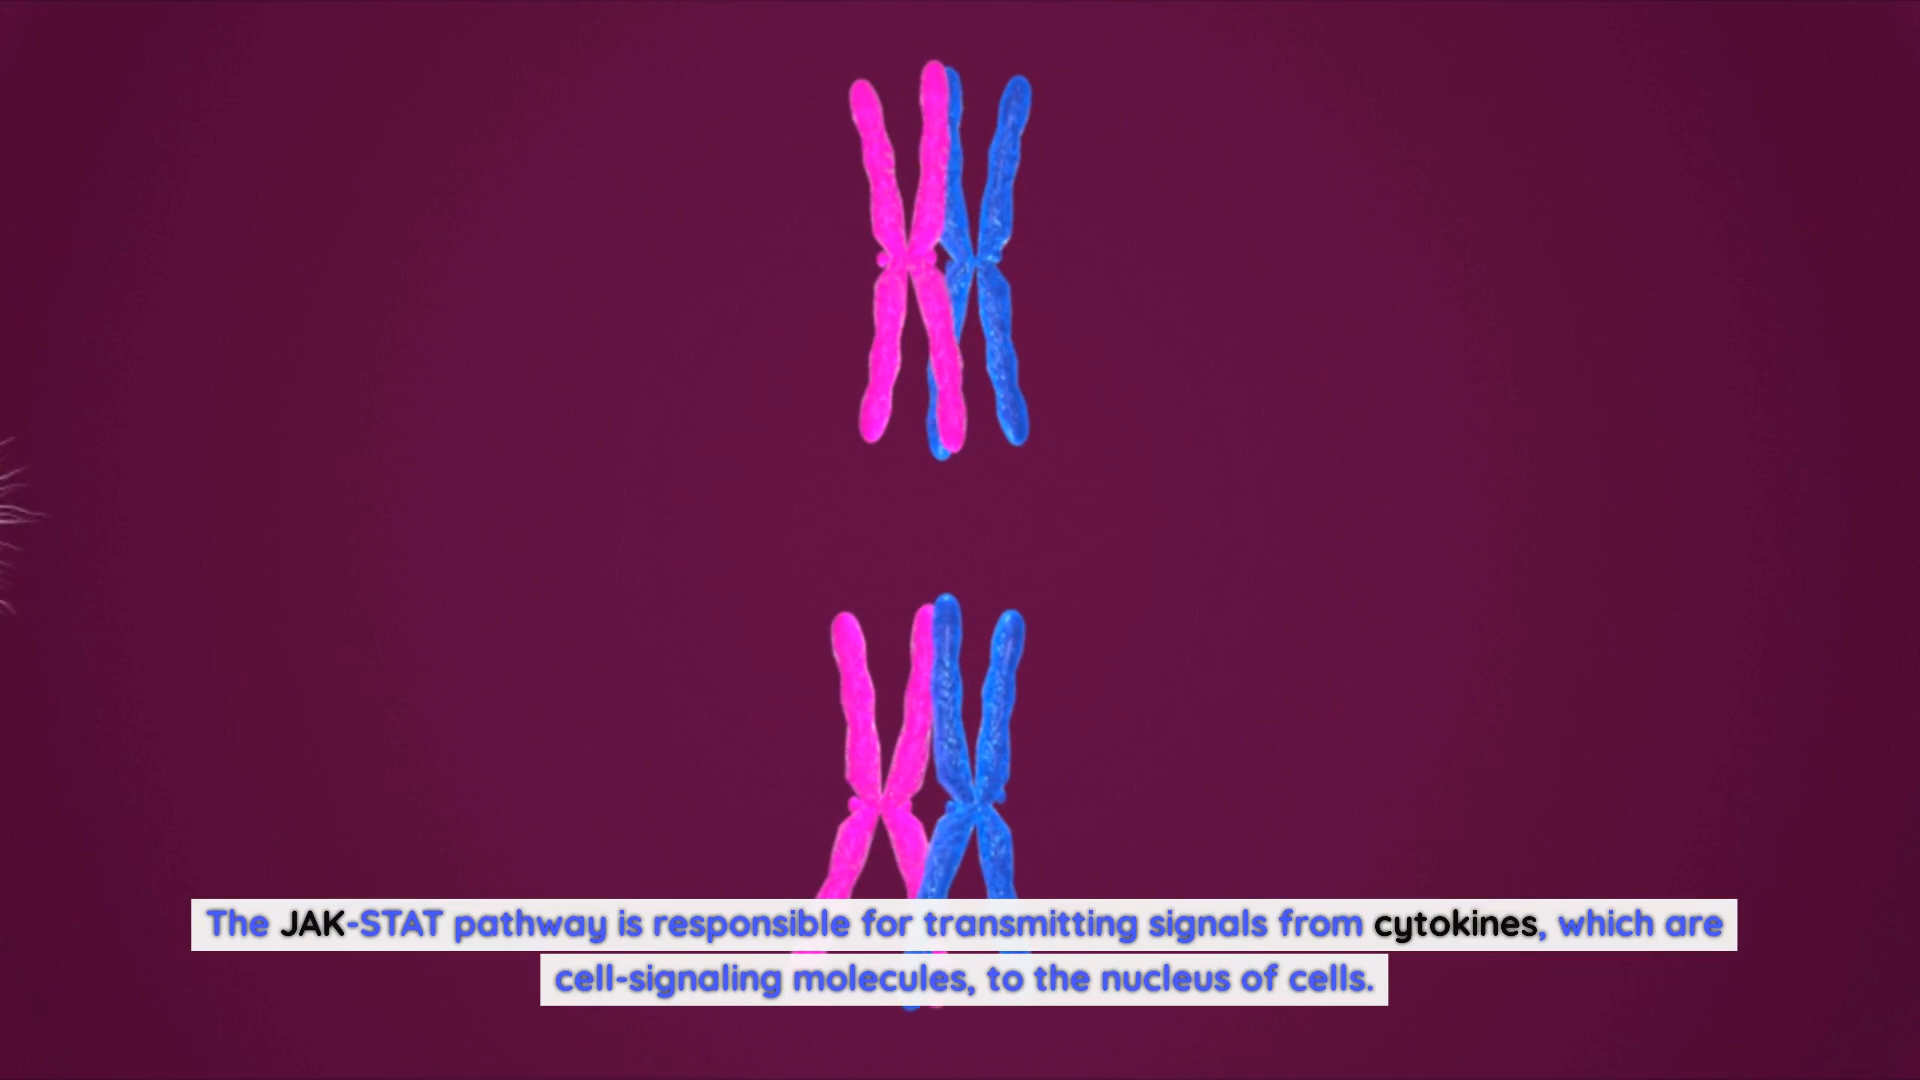 The JAK-STAT pathway is responsible for transmitting signals from cytokines, which are
cell-signaling molecules, to the nucleus of cells.